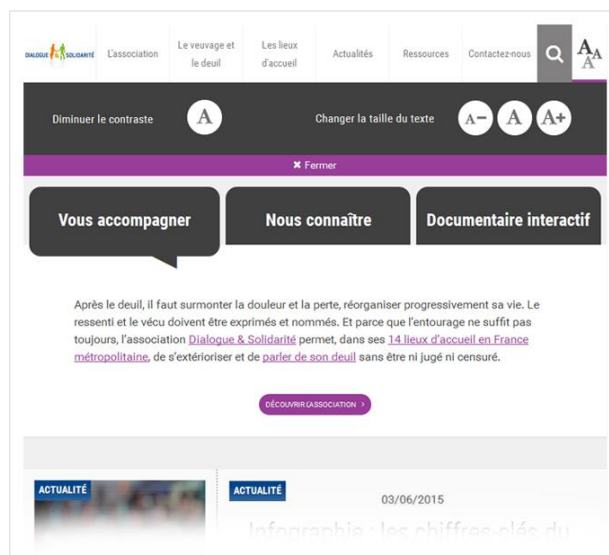 DIALOGUE & SOLIDARITÉ
L'association
Le veuvage et
le deuil
Les lieux
d'accueil
Actualités
Ressources
Contactez-nous
A A A
Diminuer le contraste
A
Changer la taille du texte
A-
A
A+
✖ Fermer
Vous accompagner
Nous connaître
Documentaire interactif
Après le deuil, il faut surmonter la douleur et la perte, réorganiser progressivement sa vie. Le
ressenti et le vécu doivent être exprimés et nommés. Et parce que l'entourage ne suffit pas
toujours, l'association Dialogue & Solidarité permet, dans ses 14 lieux d'accueil en France
métropolitaine, de s'extérioriser et de parler de son deuil sans être ni jugé ni censuré.
DÉCOUVRIR L'ASSOCIATION >
ACTUALITÉ
ACTUALITÉ
03/06/2015
Infographie : les chiffres-clés du